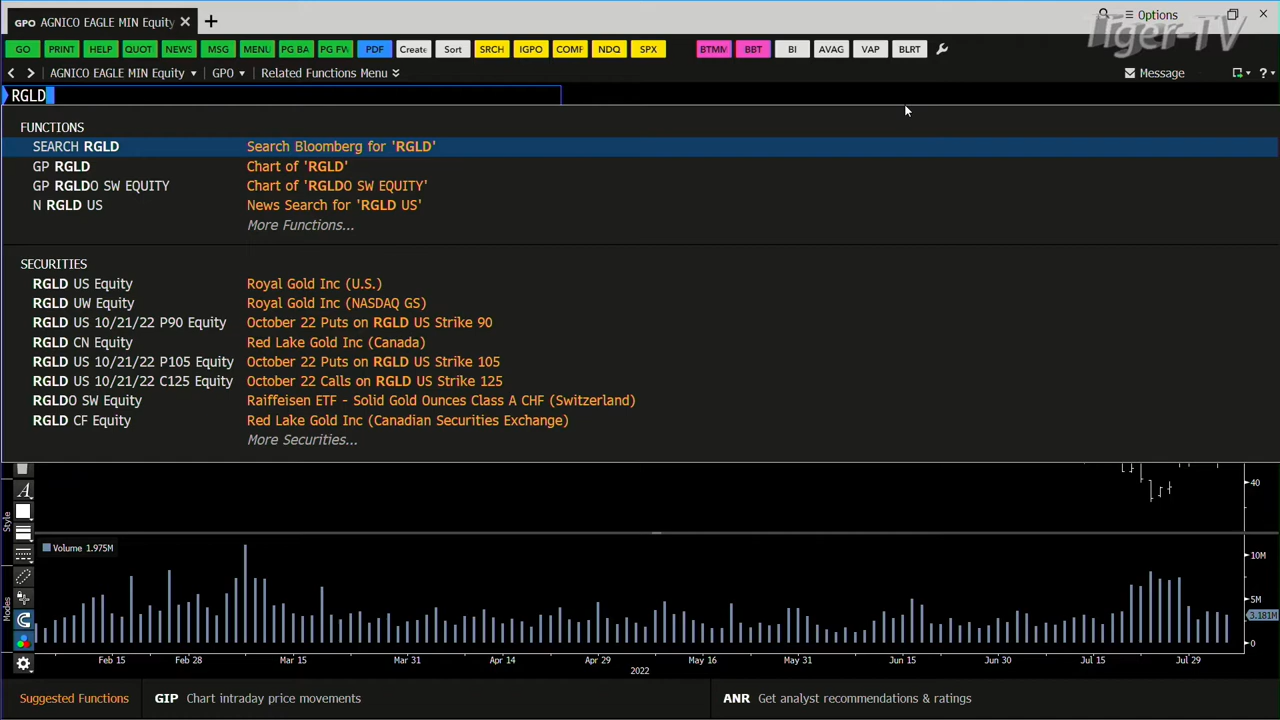 GPO AGNICO EAGLE MIN Equity
Options
Tiger-TV
GO PRINT HELP QUOT NEWS MSG MENU PG BA PG FW PDF Create Sort SRCH IGPO COMF NDQ SPX BTMM BBT BI AVAG VAP BLRT
AGNICO EAGLE MIN Equity GPO Related Functions Menu Message ?
RGLD
FUNCTIONS
SEARCH RGLD Search Bloomberg for 'RGLD'
GP RGLD Chart of 'RGLD'
GP RGLDO SW EQUITY Chart of 'RGLDO SW EQUITY'
N RGLD US News Search for 'RGLD US'
More Functions...
SECURITIES
RGLD US Equity Royal Gold Inc (U.S.)
RGLD UW Equity Royal Gold Inc (NASDAQ GS)
RGLD US 10/21/22 P90 Equity October 22 Puts on RGLD US Strike 90
RGLD CN Equity Red Lake Gold Inc (Canada)
RGLD US 10/21/22 P105 Equity October 22 Puts on RGLD US Strike 105
RGLD US 10/21/22 C125 Equity October 22 Calls on RGLD US Strike 125
RGLDO SW Equity Raiffeisen ETF - Solid Gold Ounces Class A CHF (Switzerland)
RGLD CF Equity Red Lake Gold Inc (Canadian Securities Exchange)
More Securities...
40
A
Style
Volume 1.975M
10M
5M
3.181M
0
Modes
Feb 15 Feb 28 Mar 15 Mar 31 Apr 14 Apr 29 May 16 May 31 Jun 15 Jun 30 Jul 15 Jul 29
2022
Suggested Functions GIP Chart intraday price movements ANR Get analyst recommendations & ratings